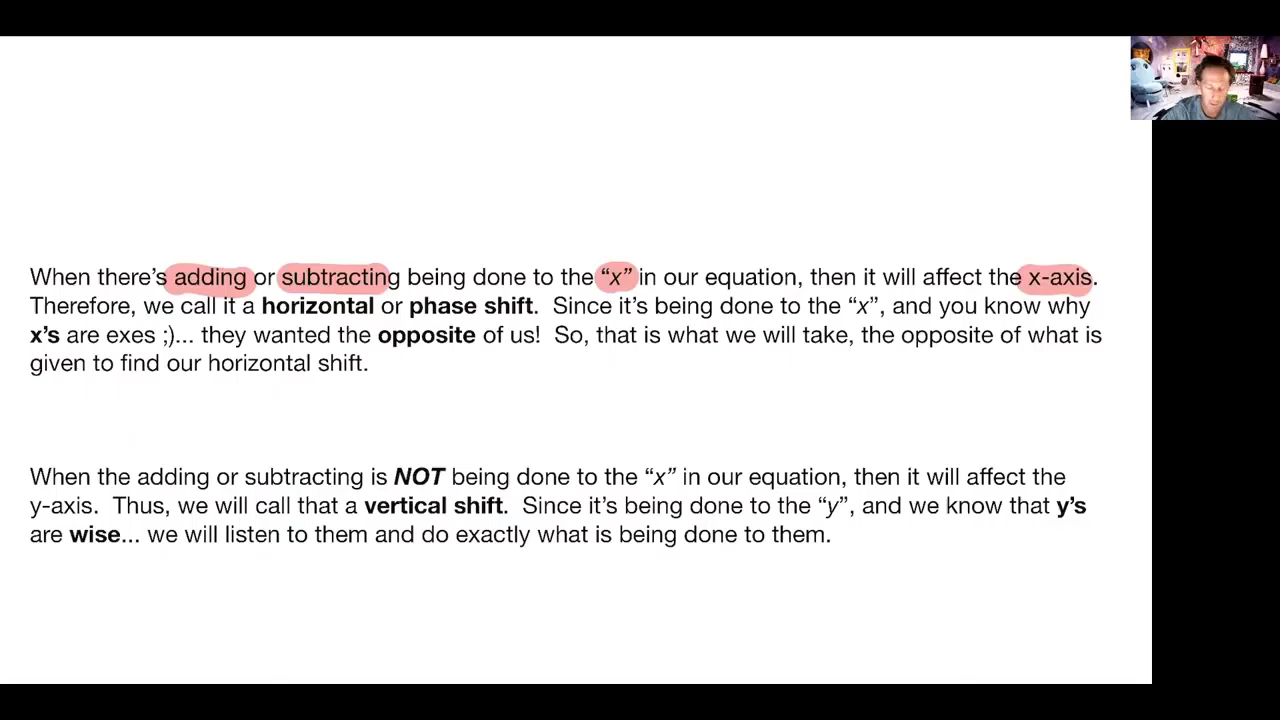 When there's adding or subtracting being done to the “x” in our equation, then it will affect the x-axis.
Therefore, we call it a horizontal or phase shift.  Since it's being done to the “x”, and you know why
x's are exes ;)... they wanted the opposite of us!  So, that is what we will take, the opposite of what is
given to find our horizontal shift.
When the adding or subtracting is NOT being done to the “x” in our equation, then it will affect the
y-axis.  Thus, we will call that a vertical shift.  Since it's being done to the “y”, and we know that y's
are wise... we will listen to them and do exactly what is being done to them.